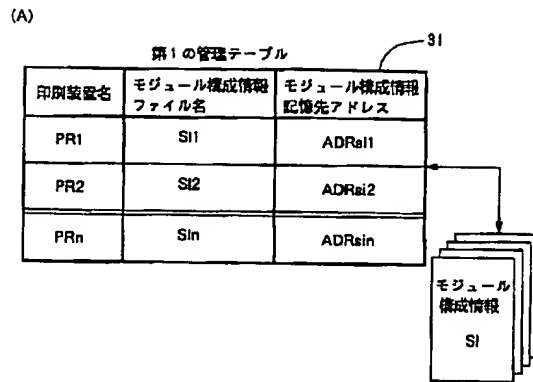 (A)
第1の管理テーブル
31
印刷装置名 モジュール構成情報ファイル名 モジュール構成情報記憶先アドレス
PR1 SI1 ADRsi1
PR2 SI2 ADRsi2
PRn SIn ADRsin
モジュール
構成情報
SI